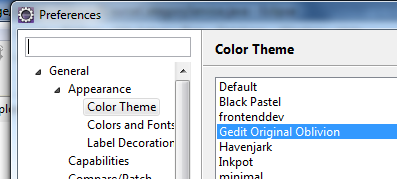 Preferences
General
Appearance
Color Theme
Colors and Fonts
Label Decoration
Capabilities
Compare/Patch
Color Theme
Default
Black Pastel
frontenddev
Gedit Original Oblivion
Havenjark
Inkpot
minimal